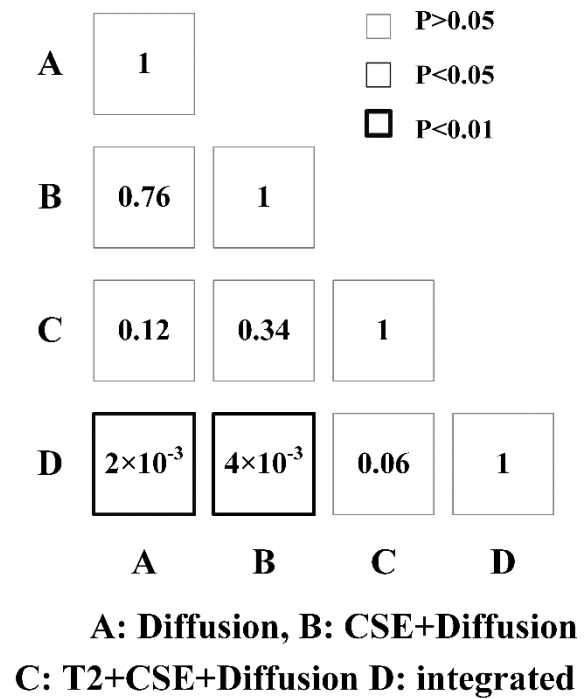 P>0.05
A 1
P<0.05
P<0.01
B 0.76 1
C 0.12 0.34 1
D 2×10⁻³ 4×10⁻³ 0.06 1
A B C D
A: Diffusion, B: CSE+Diffusion
C: T2+CSE+Diffusion D: integrated